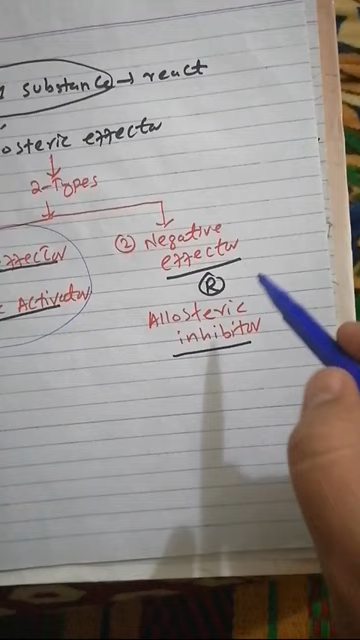 substance → react
osteric effector
2-Types
② Negative
effector
effector
Ⓡ
Activator
Allosteric
inhibitor